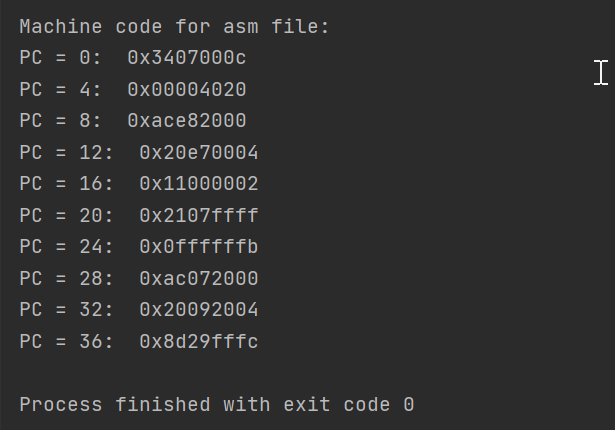 Machine code for asm file:
PC = 0:  0x3407000c
PC = 4:  0x00004020
PC = 8:  0xace82000
PC = 12:  0x20e70004
PC = 16:  0x11000002
PC = 20:  0x2107ffff
PC = 24:  0x0ffffffb
PC = 28:  0xac072000
PC = 32:  0x20092004
PC = 36:  0x8d29fffc
Process finished with exit code 0